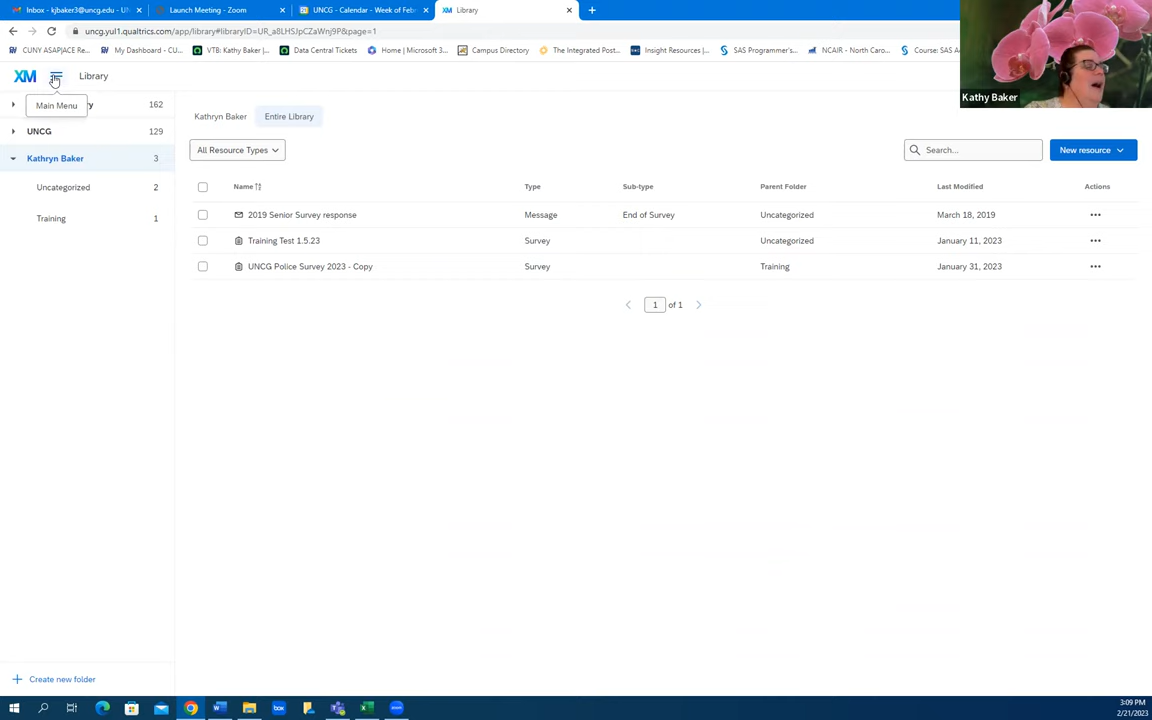 Inbox - kjbaker3@uncg.edu - UN
Launch Meeting - Zoom
UNCG - Calendar - Week of Feb
Library
uncg.yul1.qualtrics.com/app/library#libraryID=UR_a8LHSJpCZaWnj9P&page=1
CUNY ASAP|ACE Re...
My Dashboard - CU...
VTB: Kathy Baker |...
Data Central Tickets
Home | Microsoft 3...
Campus Directory
The Integrated Post...
Insight Resources |...
SAS Programmer's...
NCAIR - North Caro...
Course: SAS
XM
Library
Main Menu
ry
162
UNCG
129
Kathryn Baker
3
Uncategorized
2
Training
1
Create new folder
Kathryn Baker
Entire Library
All Resource Types
Search...
New resource
Name
Type
Sub-type
Parent Folder
Last Modified
Actions
2019 Senior Survey response
Message
End of Survey
Uncategorized
March 18, 2019
Training Test 1.5.23
Survey
Uncategorized
January 11, 2023
UNCG Police Survey 2023 - Copy
Survey
Training
January 31, 2023
1 of 1
Kathy Baker
box
3:09 PM
2/21/2023